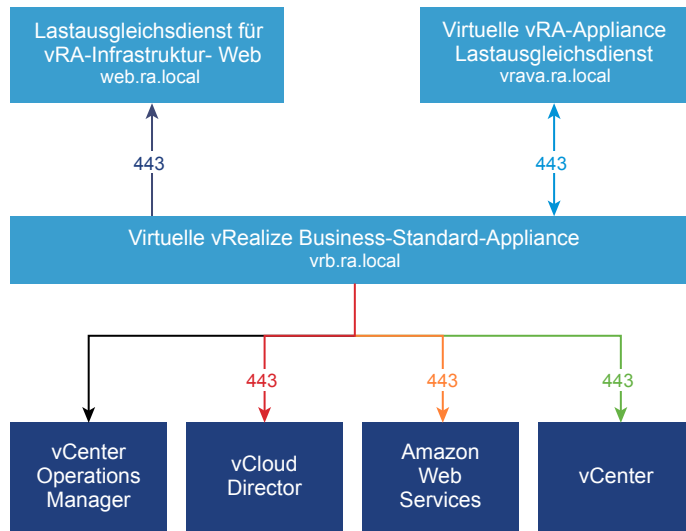 Lastausgleichsdienst für
vRA-Infrastruktur- Web
web.ra.local
Virtuelle vRA-Appliance
Lastausgleichsdienst
vrava.ra.local
443
443
Virtuelle vRealize Business-Standard-Appliance
vrb.ra.local
443
443
443
vCenter
Operations
Manager
vCloud
Director
Amazon
Web
Services
vCenter